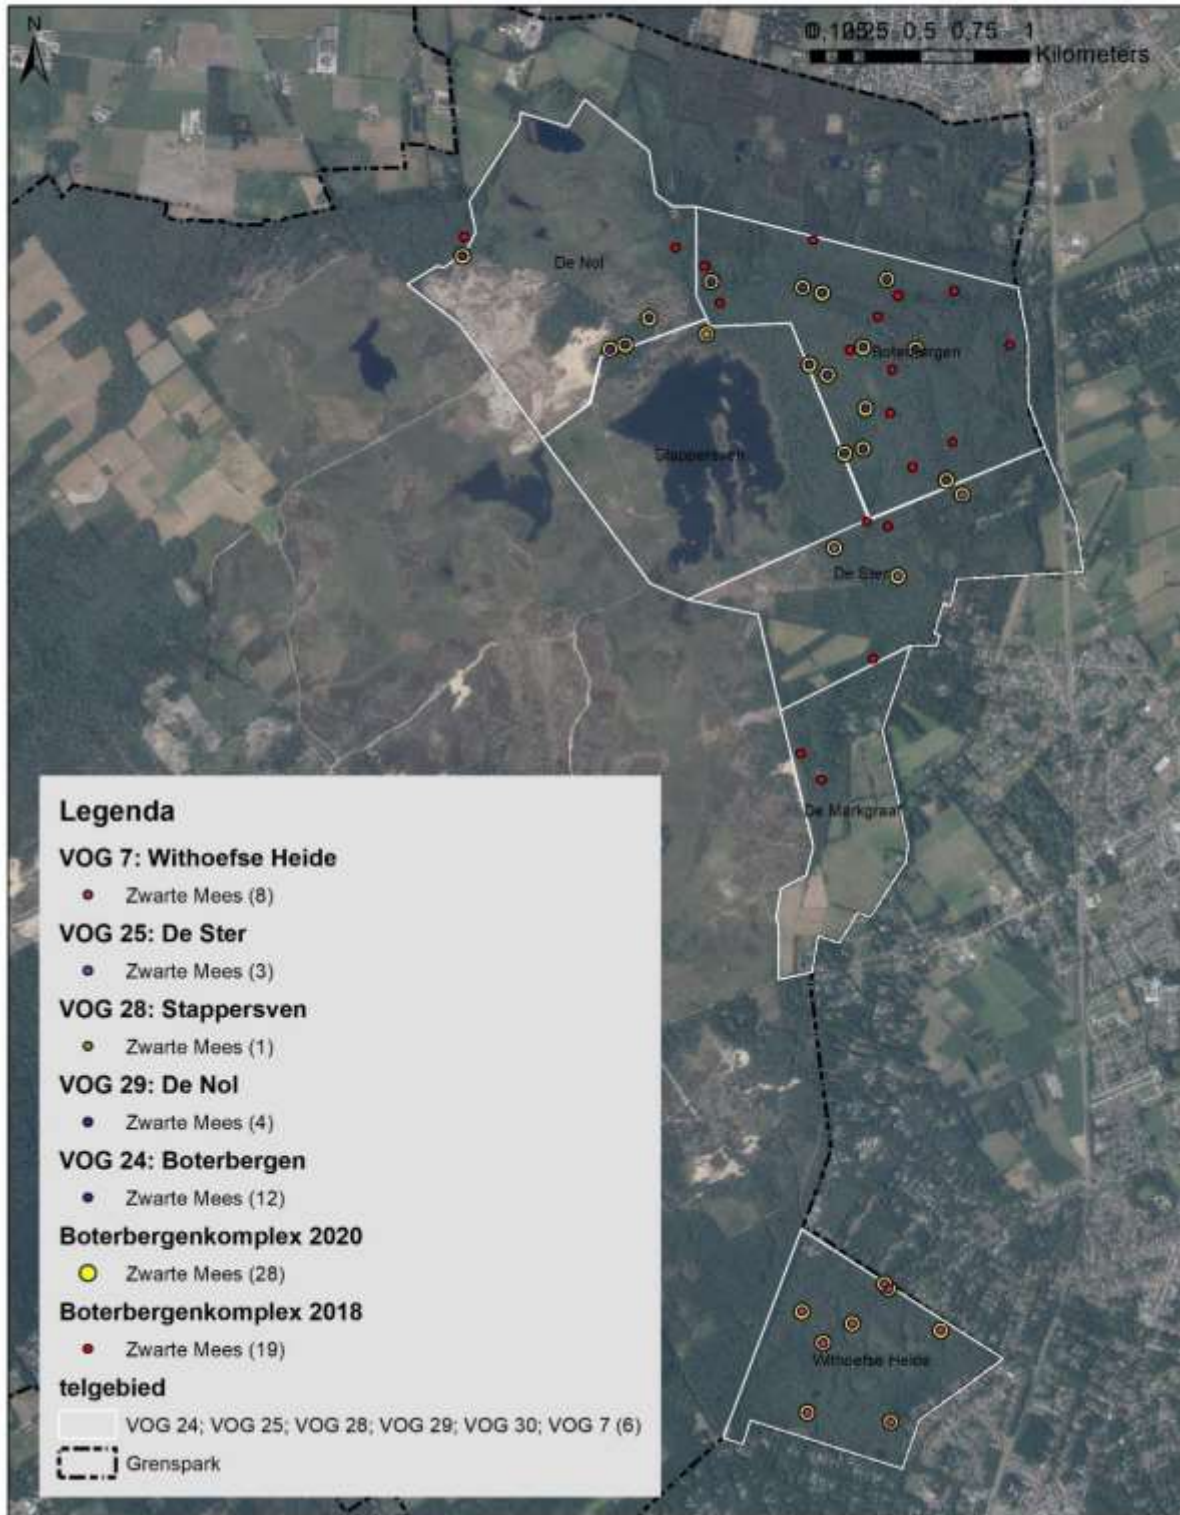 N
0,125
0,25 0,5 0,75 1
Kilometers
De Nol
Boterbergen
Stappersven
De Ster
De Markgraaf
Withoefse Heide
Legenda
VOG 7: Withoefse Heide
Zwarte Mees (8)
VOG 25: De Ster
Zwarte Mees (3)
VOG 28: Stappersven
Zwarte Mees (1)
VOG 29: De Nol
Zwarte Mees (4)
VOG 24: Boterbergen
Zwarte Mees (12)
Boterbergenkomplex 2020
Zwarte Mees (28)
Boterbergenkomplex 2018
Zwarte Mees (19)
telgebied
VOG 24; VOG 25; VOG 28; VOG 29; VOG 30; VOG 7 (6)
Grenspark